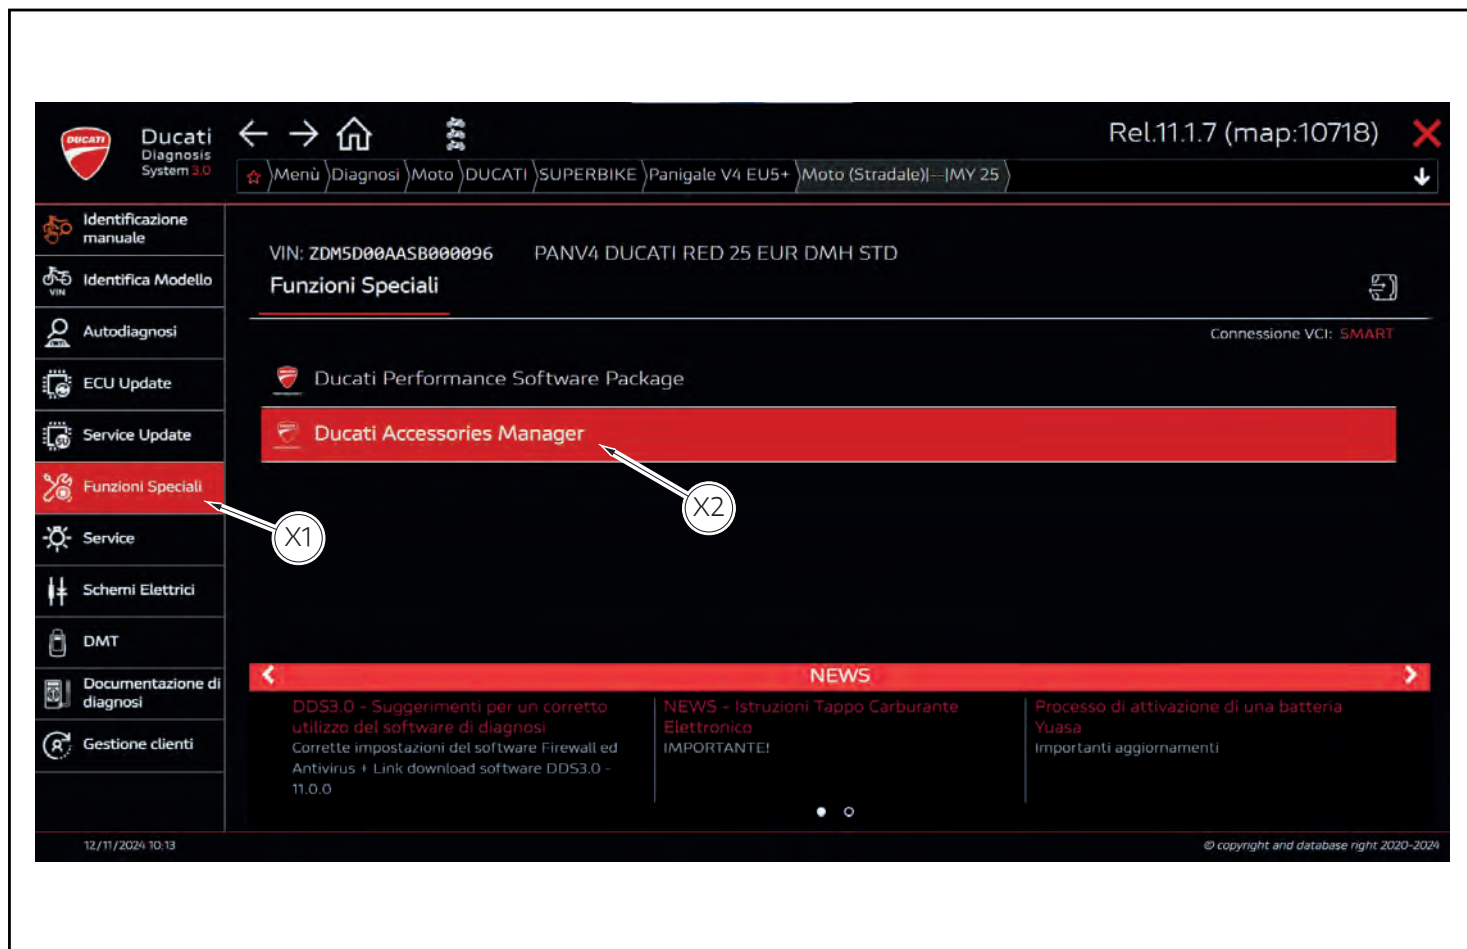 DUCATI
Ducati
Diagnosis
System 3.0
Rel.11.1.7 (map:10718)
Menù Diagnosi Moto DUCATI SUPERBIKE Panigale V4 EU5+ Moto (Stradale)|--|MY 25
Identificazione
manuale
VIN
Identifica Modello
Autodiagnosi
ECU Update
SU
Service Update
Funzioni Speciali
Service
Schemi Elettrici
DMT
Documentazione di
diagnosi
Gestione clienti
VIN: ZDM5D00AASB000096 PANV4 DUCATI RED 25 EUR DMH STD
Funzioni Speciali
Connessione VCI: SMART
Ducati Performance Software Package
Ducati Accessories Manager
X1
X2
NEWS
DDS3.0 - Suggerimenti per un corretto
utilizzo del software di diagnosi
Corrette impostazioni del software Firewall ed
Antivirus + Link download software DDS3.0 -
11.0.0
NEWS - Istruzioni Tappo Carburante
Elettronico
IMPORTANTE!
Processo di attivazione di una batteria
Yuasa
Importanti aggiornamenti
12/11/2024 10:13
© copyright and database right 2020-2024